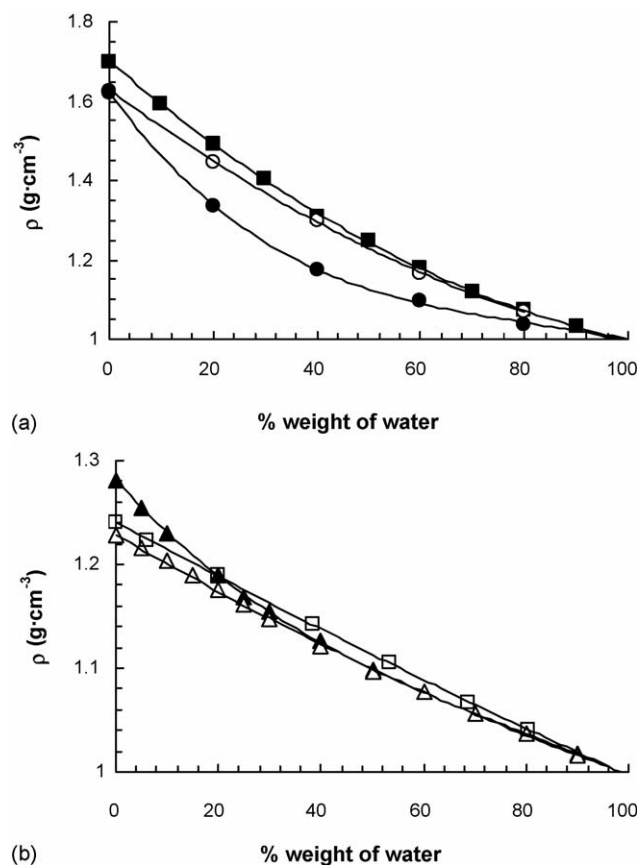 1.8
1.6
1.4
1.2
1
ρ (g·cm⁻³)
0 20 40 60 80 100
(a) % weight of water
1.3
1.2
1.1
1
ρ (g·cm⁻³)
0 20 40 60 80 100
(b) % weight of water